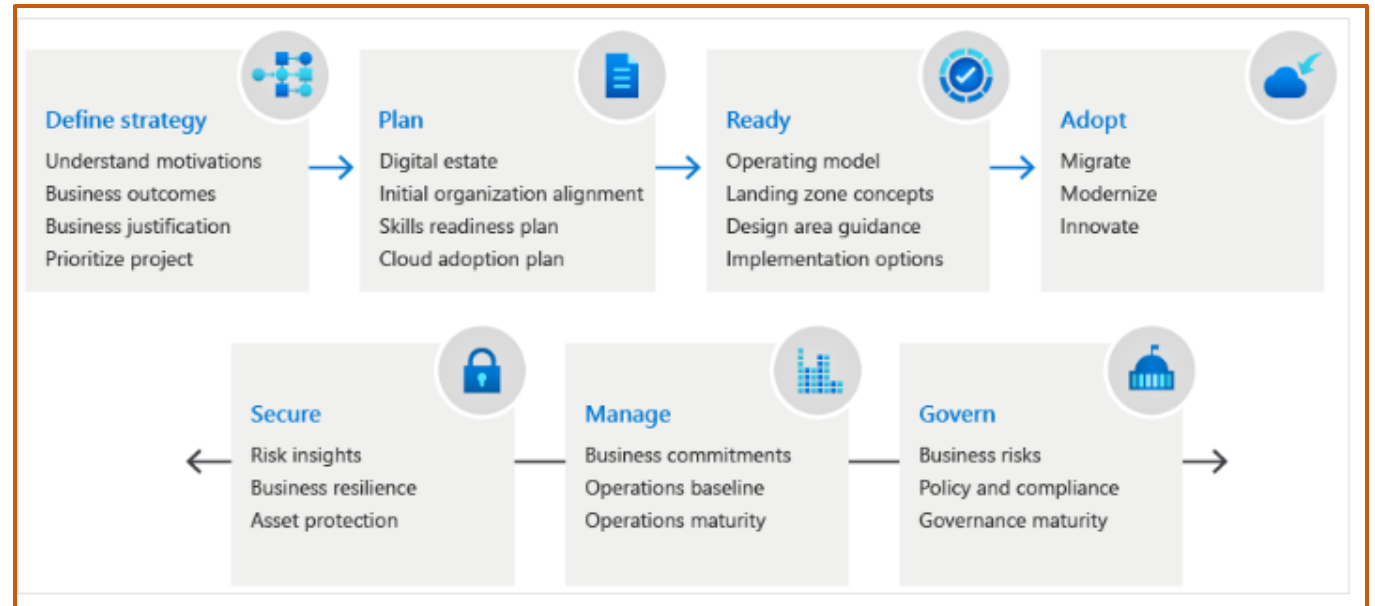 Define strategy
Understand motivations
Business outcomes
Business justification
Prioritize project
Plan
Digital estate
Initial organization alignment
Skills readiness plan
Cloud adoption plan
Ready
Operating model
Landing zone concepts
Design area guidance
Implementation options
Adopt
Migrate
Modernize
Innovate
Secure
Risk insights
Business resilience
Asset protection
Manage
Business commitments
Operations baseline
Operations maturity
Govern
Business risks
Policy and compliance
Governance maturity